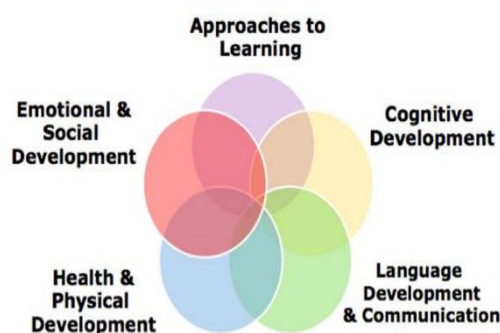 Approaches to
Learning
Emotional &
Social
Development
Cognitive
Development
Health &
Physical
Development
Language
Development
& Communication